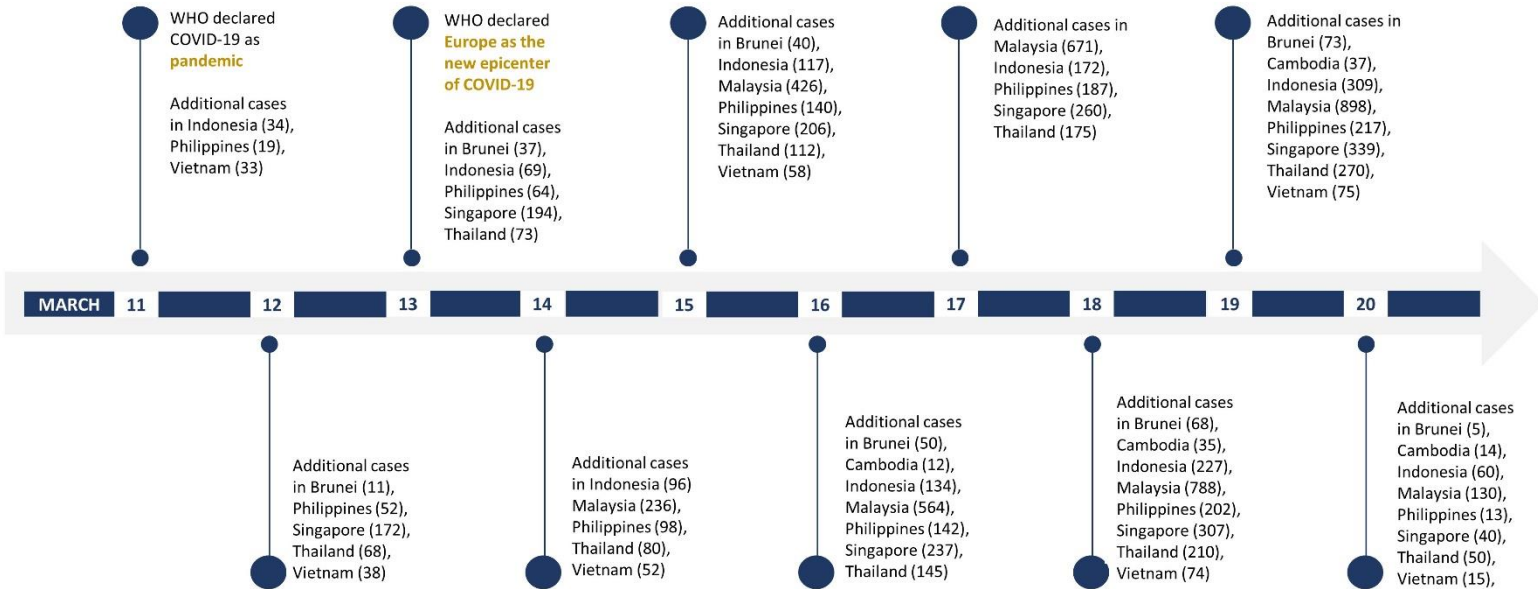 WHO declared
COVID-19 as
pandemic
Additional cases
in Indonesia (34),
Philippines (19),
Vietnam (33)
WHO declared
Europe as the
new epicenter
of COVID-19
Additional cases
in Brunei (37),
Indonesia (69),
Philippines (64),
Singapore (194),
Thailand (73)
Additional cases
in Brunei (40),
Indonesia (117),
Malaysia (426),
Philippines (140),
Singapore (206),
Thailand (112),
Vietnam (58)
Additional cases in
Malaysia (671),
Indonesia (172),
Philippines (187),
Singapore (260),
Thailand (175)
Additional cases in
Brunei (73),
Cambodia (37),
Indonesia (309),
Malaysia (898),
Philippines (217),
Singapore (339),
Thailand (270),
Vietnam (75)
MARCH 11 12 13 14 15 16 17 18 19 20
Additional cases
in Brunei (11),
Philippines (52),
Singapore (172),
Thailand (68),
Vietnam (38)
Additional cases
in Indonesia (96)
Malaysia (236),
Philippines (98),
Thailand (80),
Vietnam (52)
Additional cases
in Brunei (50),
Cambodia (12),
Indonesia (134),
Malaysia (564),
Philippines (142),
Singapore (237),
Thailand (145)
Additional cases
in Brunei (68),
Cambodia (35),
Indonesia (227),
Malaysia (788),
Philippines (202),
Singapore (307),
Thailand (210),
Vietnam (74)
Additional cases
in Brunei (5),
Cambodia (14),
Indonesia (60),
Malaysia (130),
Philippines (13),
Singapore (40),
Thailand (50),
Vietnam (15),